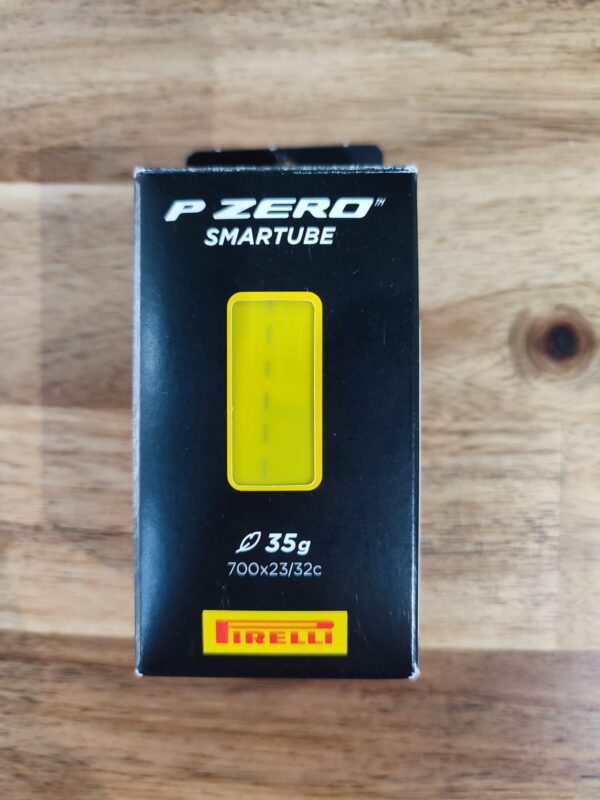 P ZERO™
SMARTUBE
35g
700x23/32c
PIRELLI